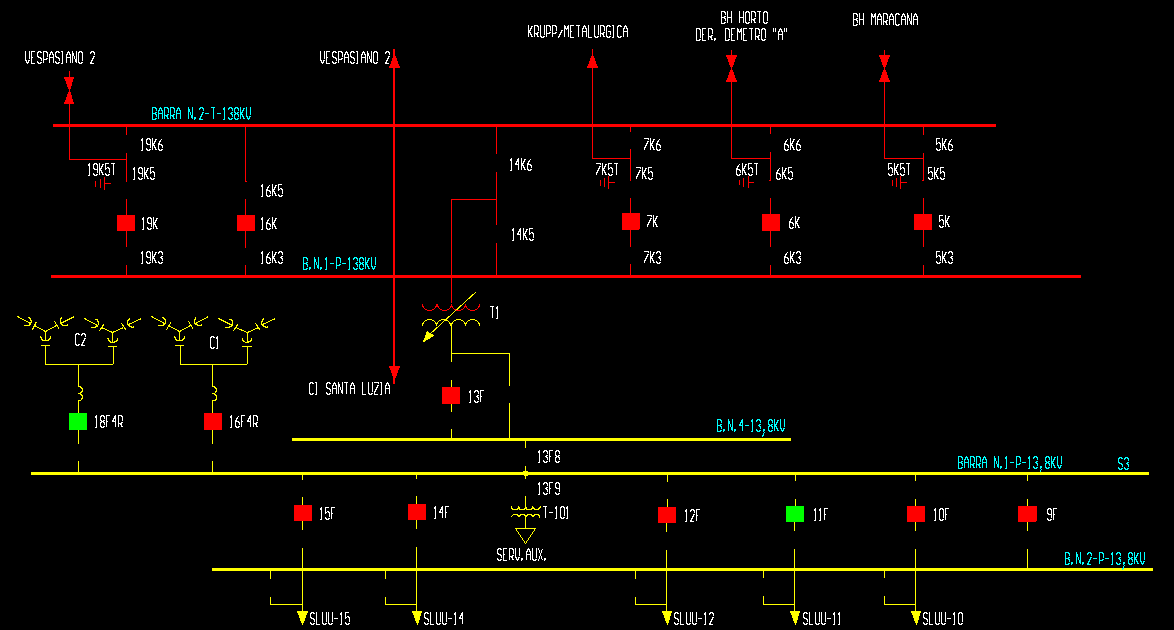 BH HORTO
BH MARACANA
KRUPP/METALURGICA
DER. DEMETRO "A"
VESPASIANO 2
VESPASIANO 2
BARRA N.2-T-138KV
19K6
7K6
6K6
5K6
14K6
19K5T
19K5
7K5T
7K5
6K5T
6K5
5K5T
5K5
16K5
19K
16K
7K
6K
5K
14K5
19K3
16K3
B.N.1-P-138KV
7K3
6K3
5K3
T1
C2
C1
CI SANTA LUZIA
13F
18F4R
16F4R
B.N.4-13,8KV
13F8
BARRA N.1-P-13,8KV
S3
13F9
15F
14F
T-101
12F
11F
10F
9F
SERV.AUX.
B.N.2-P-13,8KV
SLUU-15
SLUU-14
SLUU-12
SLUU-11
SLUU-10